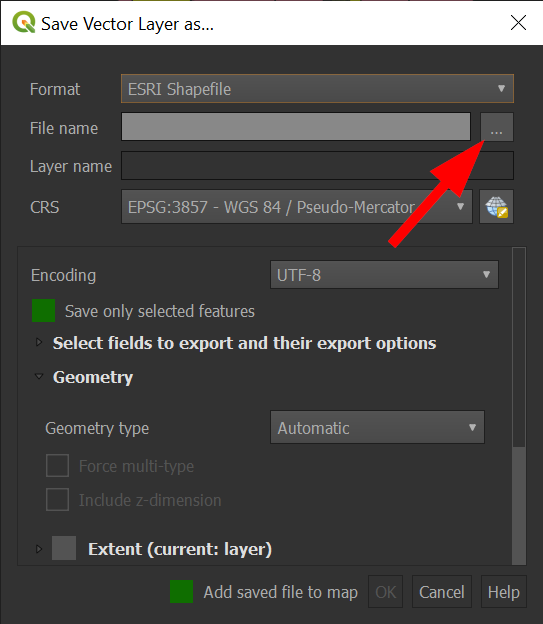 Save Vector Layer as...
Format ESRI Shapefile
File name ...
Layer name
CRS EPSG:3857 - WGS 84 / Pseudo-Mercator
Encoding UTF-8
Save only selected features
Select fields to export and their export options
Geometry
Geometry type Automatic
Force multi-type
Include z-dimension
Extent (current: layer)
Add saved file to map OK Cancel Help